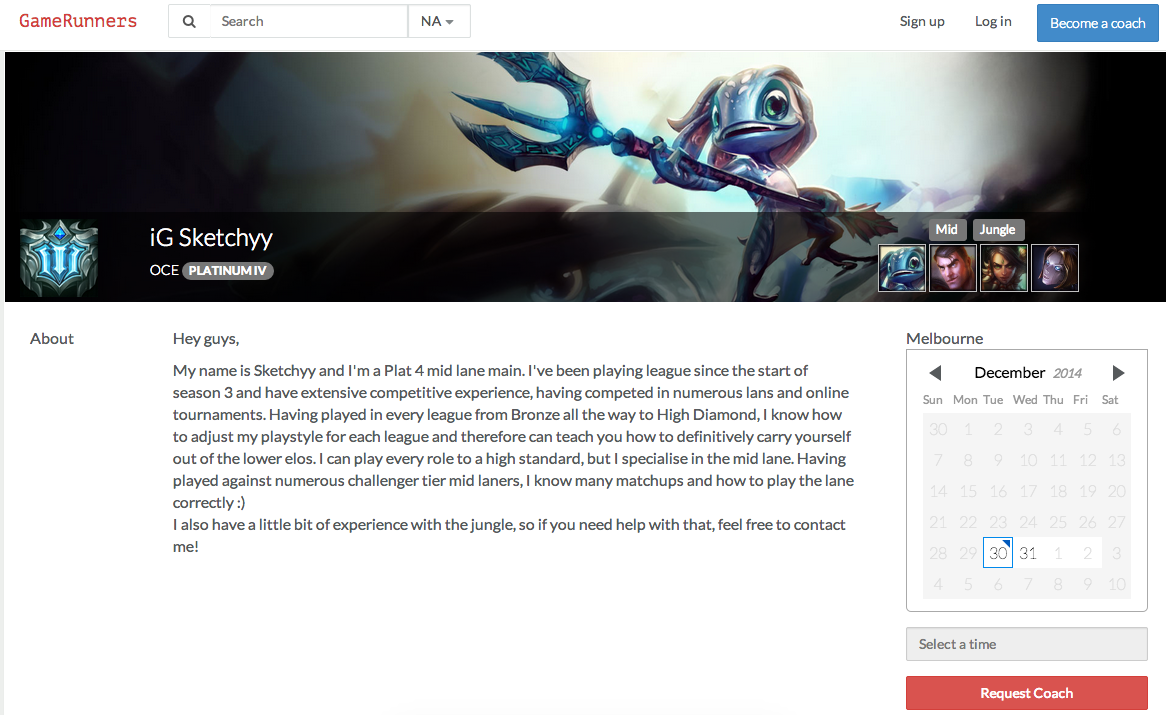 GameRunners
Search
NA
Sign up
Log in
Become a coach
iG Sketchyy
OCE PLATINUM IV
Mid
Jungle
About
Hey guys,
My name is Sketchyy and I'm a Plat 4 mid lane main. I've been playing league since the start of
season 3 and have extensive competitive experience, having competed in numerous lans and online
tournaments. Having played in every league from Bronze all the way to High Diamond, I know how
to adjust my playstyle for each league and therefore can teach you how to definitively carry yourself
out of the lower elos. I can play every role to a high standard, but I specialise in the mid lane. Having
played against numerous challenger tier mid laners, I know many matchups and how to play the lane
correctly :)
I also have a little bit of experience with the jungle, so if you need help with that, feel free to contact
me!
Melbourne
December 2014
Sun Mon Tue Wed Thu Fri Sat
30 1 2 3 4 5 6
7 8 9 10 11 12 13
14 15 16 17 18 19 20
21 22 23 24 25 26 27
28 29 30 31 1 2 3
4 5 6 7 8 9 10
Select a time
Request Coach